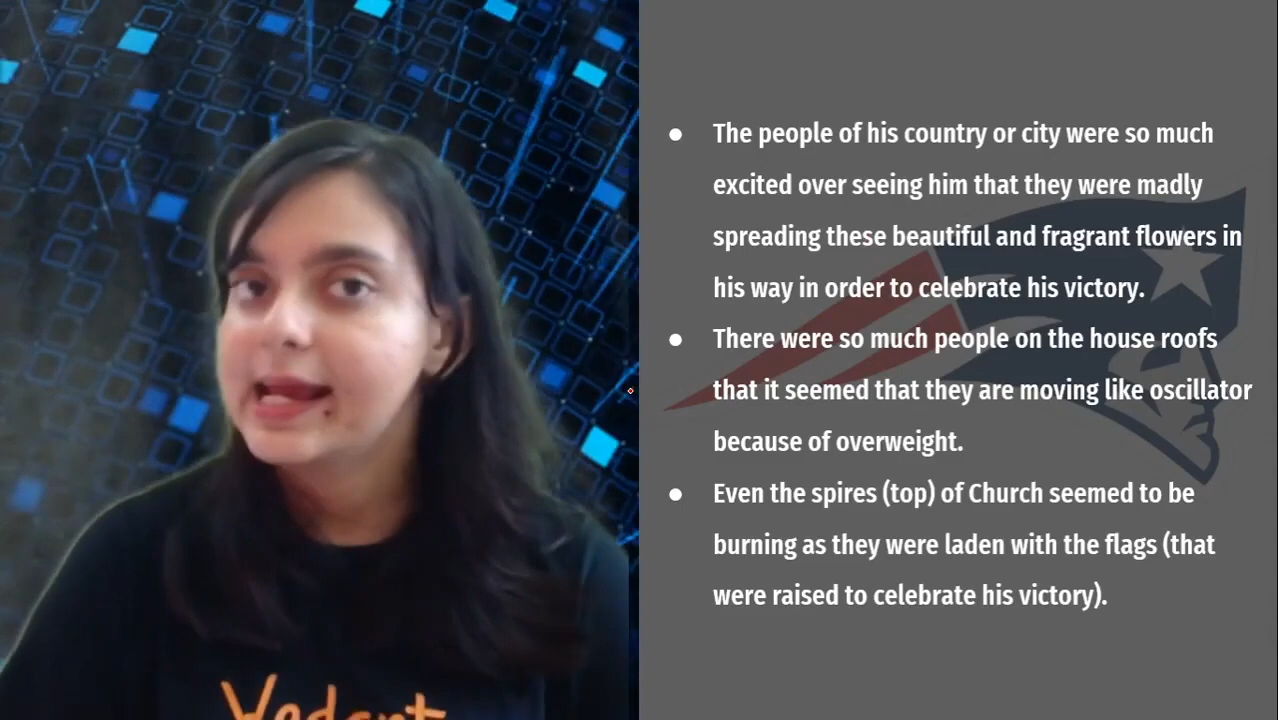 The people of his country or city were so much
excited over seeing him that they were madly
spreading these beautiful and fragrant flowers in
his way in order to celebrate his victory.
There were so much people on the house roofs
that it seemed that they are moving like oscillator
because of overweight.
Even the spires (top) of Church seemed to be
burning as they were laden with the flags (that
were raised to celebrate his victory).
Vedant